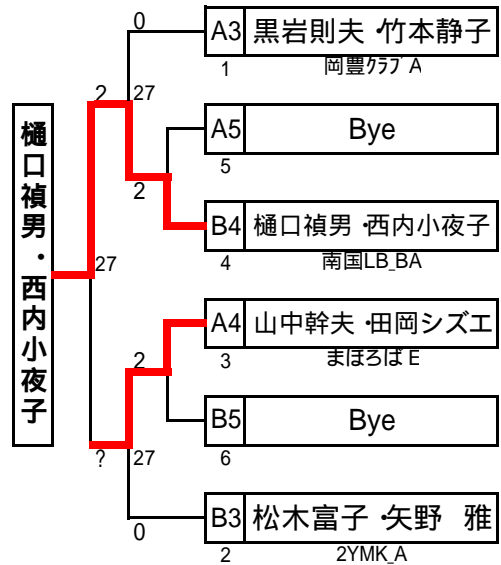 0
A3 黒岩則夫・竹本静子
1 岡豊クラブ A
2 27
A5 Bye
5
2
B4 樋口禎男・西内小夜子
4 南国LB_BA
樋口禎男・西内小夜子
27
A4 山中幹夫・田岡シズエ
3 まほろば E
2
B5 Bye
6
? 27
B3 松木富子・矢野 雅
0
2 2YMK_A